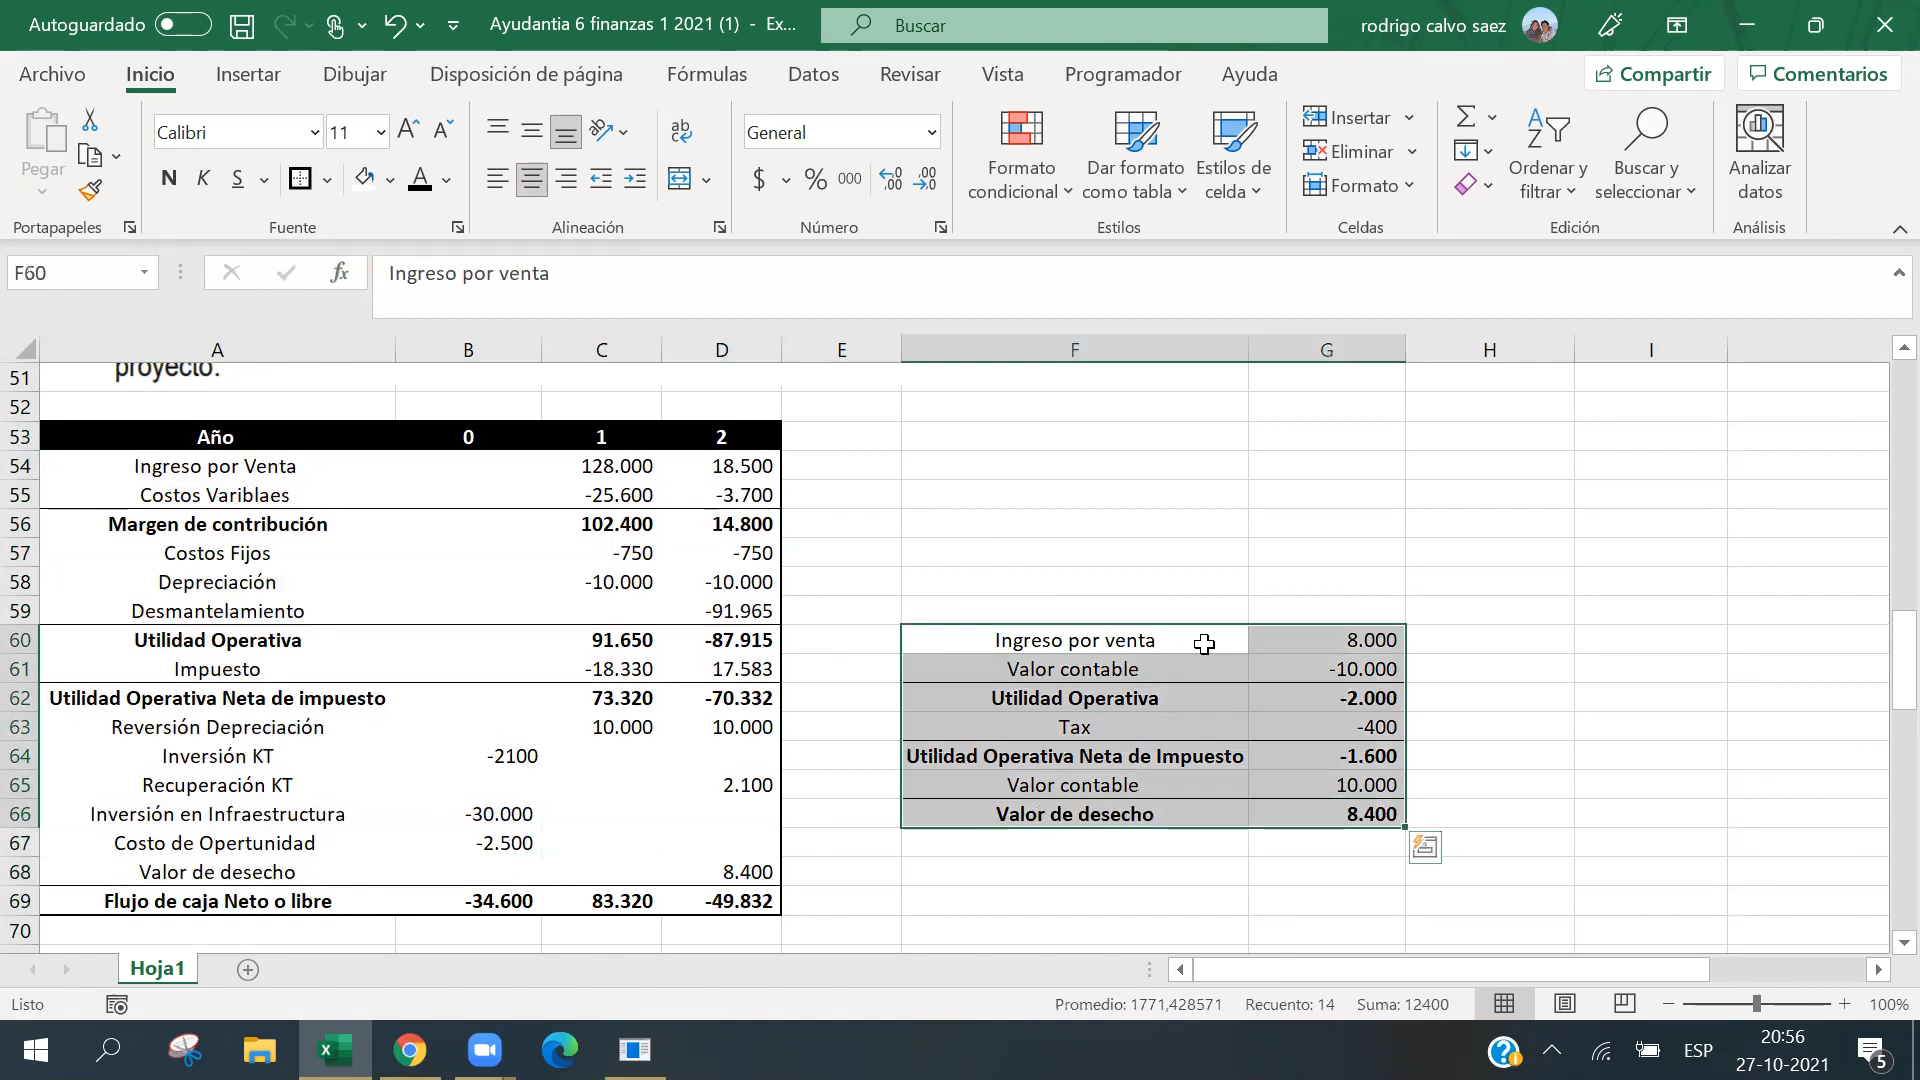 Autoguardado
Ayudantia 6 finanzas 1 2021 (1) - Ex...
Buscar
rodrigo calvo saez
Archivo Inicio Insertar Dibujar Disposición de página Fórmulas Datos Revisar Vista Programador Ayuda
Compartir Comentarios
Pegar
Calibri 11
N K S
ab c
General
$ % 000
Formato condicional
Dar formato como tabla
Estilos de celda
Insertar
Eliminar
Formato
Ordenar y filtrar
Buscar y seleccionar
Analizar datos
Portapapeles Fuente Alineación Número Estilos Celdas Edición Análisis
F60 fx Ingreso por venta
A B C D E F G H I
51 proyecto.
52
53 Año 0 1 2
54 Ingreso por Venta 128.000 18.500
55 Costos Variblaes -25.600 -3.700
56 Margen de contribución 102.400 14.800
57 Costos Fijos -750 -750
58 Depreciación -10.000 -10.000
59 Desmantelamiento -91.965
60 Utilidad Operativa 91.650 -87.915 Ingreso por venta 8.000
61 Impuesto -18.330 17.583 Valor contable -10.000
62 Utilidad Operativa Neta de impuesto 73.320 -70.332 Utilidad Operativa -2.000
63 Reversión Depreciación 10.000 10.000 Tax -400
64 Inversión KT -2100 Utilidad Operativa Neta de Impuesto -1.600
65 Recuperación KT 2.100 Valor contable 10.000
66 Inversión en Infraestructura -30.000 Valor de desecho 8.400
67 Costo de Oportunidad -2.500
68 Valor de desecho 8.400
69 Flujo de caja Neto o libre -34.600 83.320 -49.832
70
Hoja1
Listo
Promedio: 1771,428571 Recuento: 14 Suma: 12400
100%
ESP
20:56
27-10-2021
5